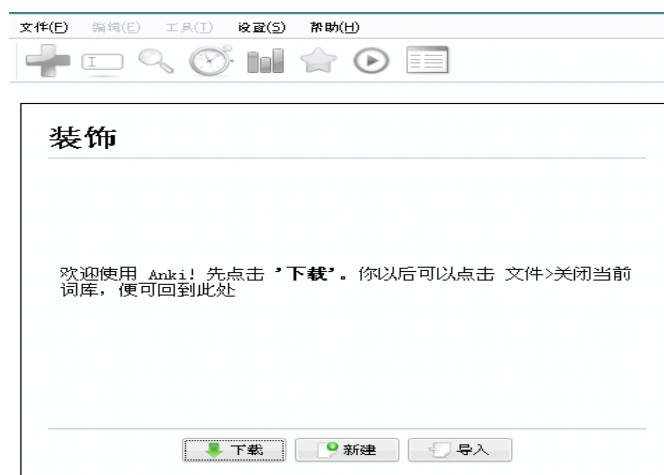 文件(F) 编辑(E) 工具(T) 设置(S) 帮助(H)
装饰
欢迎使用 Anki! 先点击 '下载'。你以后可以点击 文件>关闭当前
词库，便可回到此处
下载 新建 导入